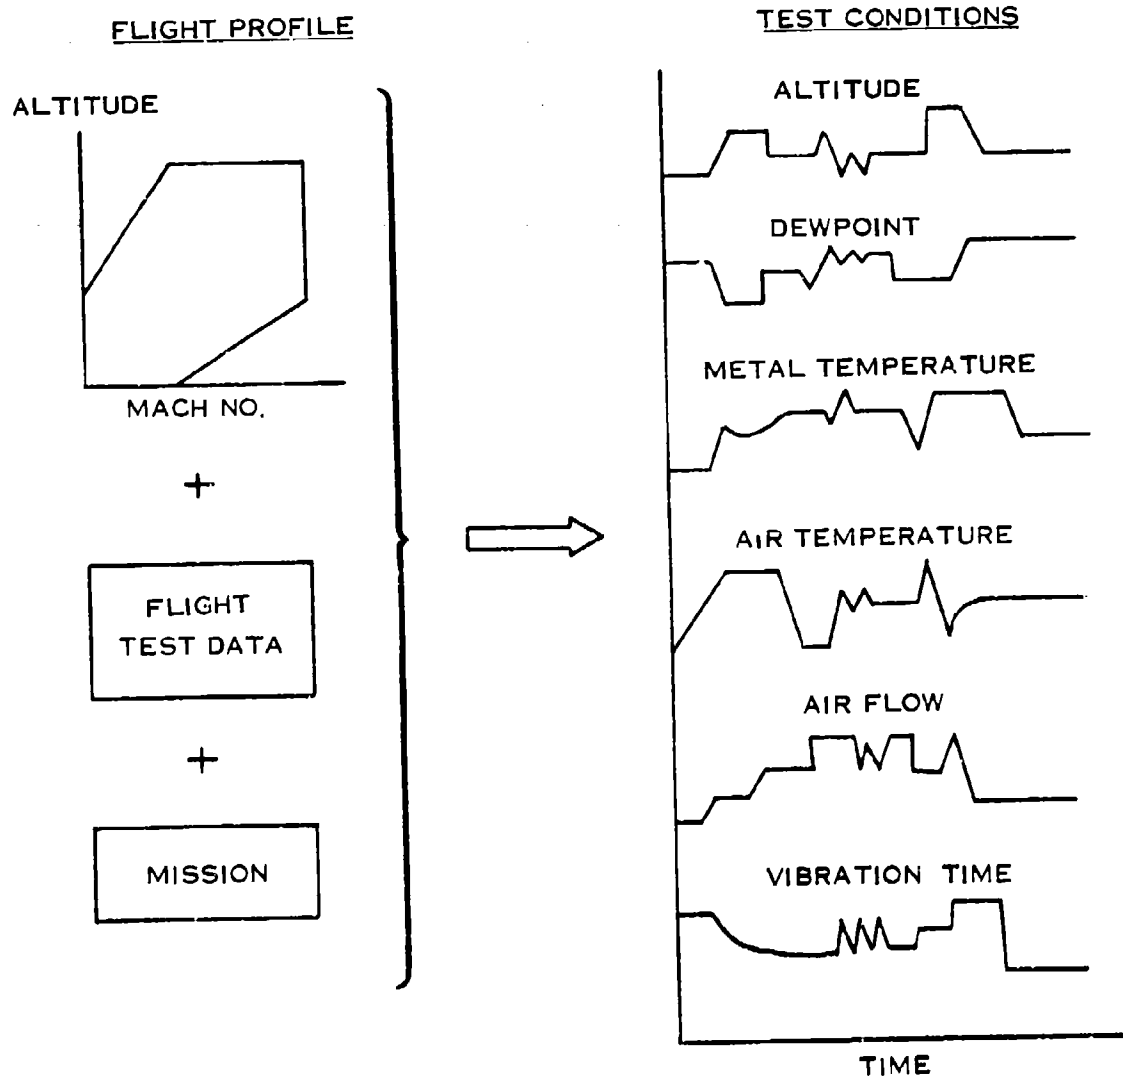 FLIGHT PROFILE
ALTITUDE
MACH NO.
+
FLIGHT
TEST DATA
+
MISSION
TEST CONDITIONS
ALTITUDE
DEWPOINT
METAL TEMPERATURE
AIR TEMPERATURE
AIR FLOW
VIBRATION TIME
TIME